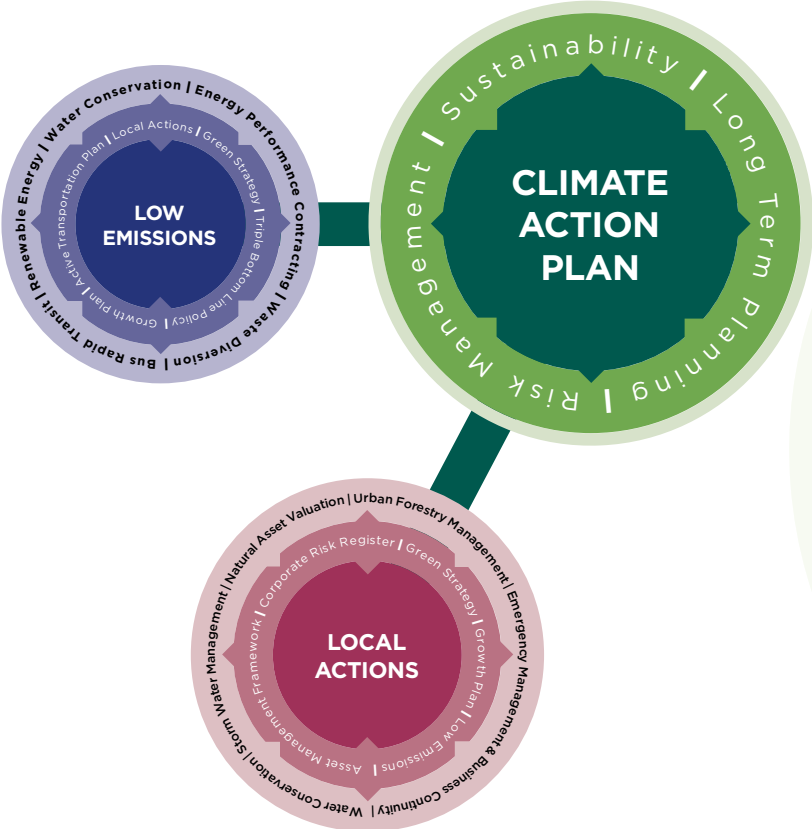 CLIMATE
ACTION
PLAN
Sustainability | Long Term Planning | Risk Management |
LOW
EMISSIONS
Local Actions | Green Strategy | Triple Bottom Line Policy | Growth Plan | Active Transportation Plan |
Water Conservation | Energy Performance Contracting | Waste Diversion | Bus Rapid Transit | Renewable Energy |
LOCAL
ACTIONS
Corporate Risk Register | Green Strategy | Growth Plan | Low Emissions | Asset Management Framework |
Natural Asset Valuation | Urban Forestry Management | Emergency Management & Business Continuity | Water Conservation | Storm Water Management |